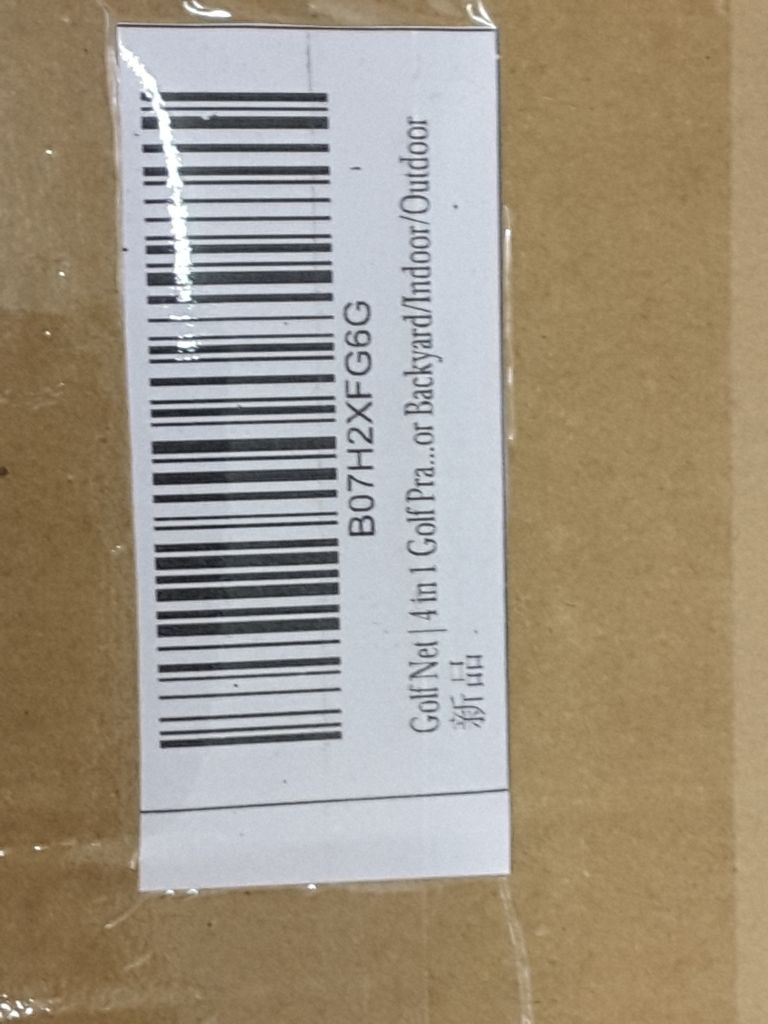 B07H2XFG6G
Golf Net | 4 in 1 Golf Pra...or Backyard/Indoor/Outdoor
新品